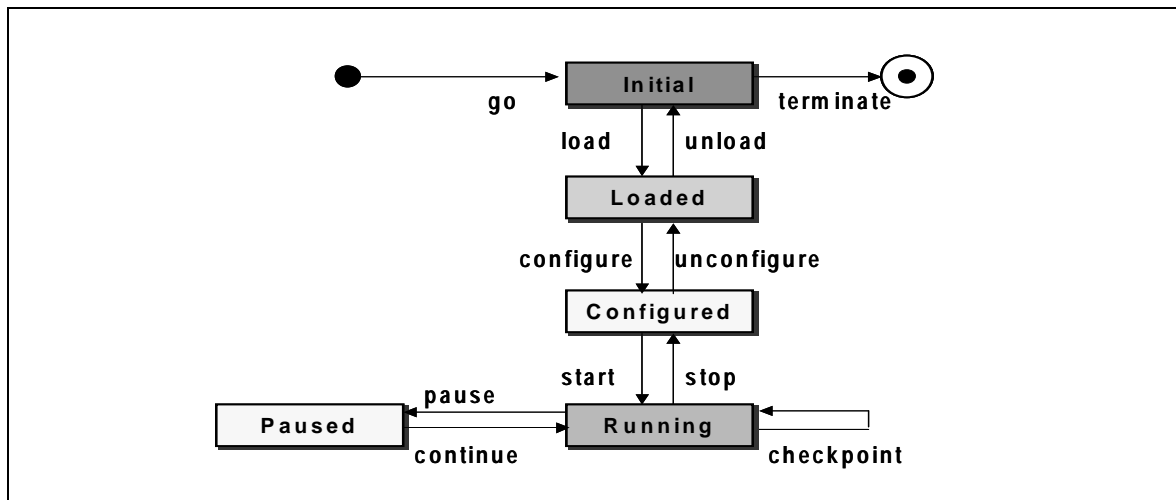 Initial
go
terminate
load
unload
Loaded
configure
unconfigure
Configured
start
stop
pause
Paused
Running
continue
checkpoint